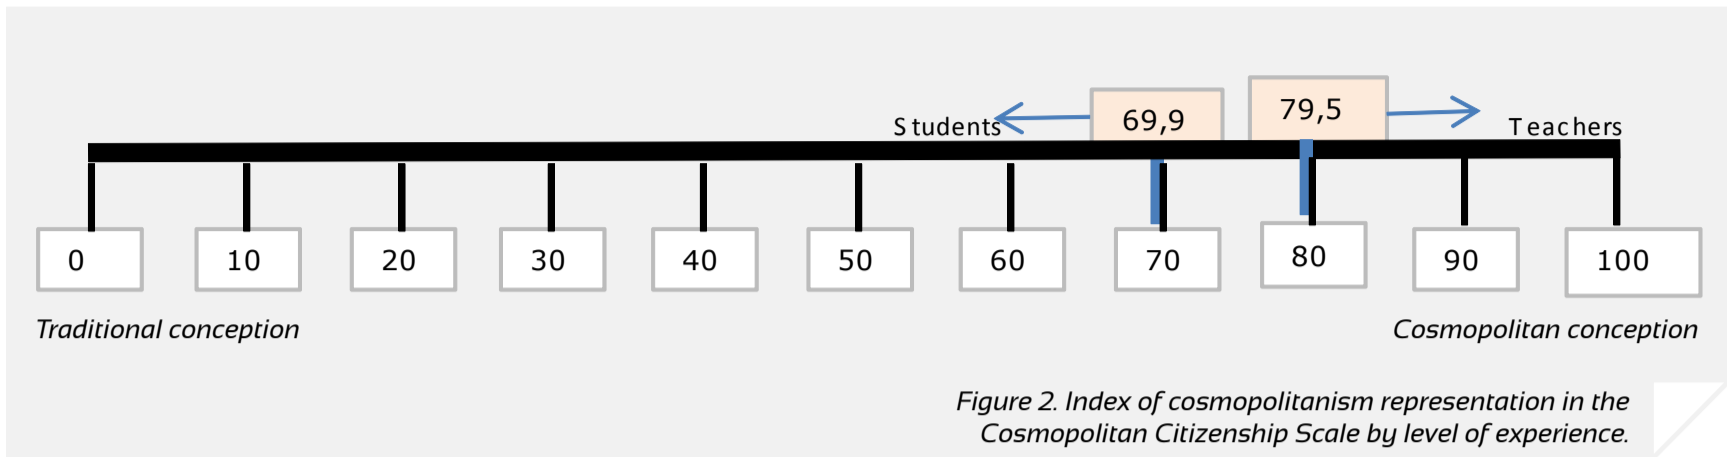 69,9
79,5
Students
Teachers
0
10
20
30
40
50
60
70
80
90
100
Traditional conception
Cosmopolitan conception
Figure 2. Index of cosmopolitanism representation in the
Cosmopolitan Citizenship Scale by level of experience.